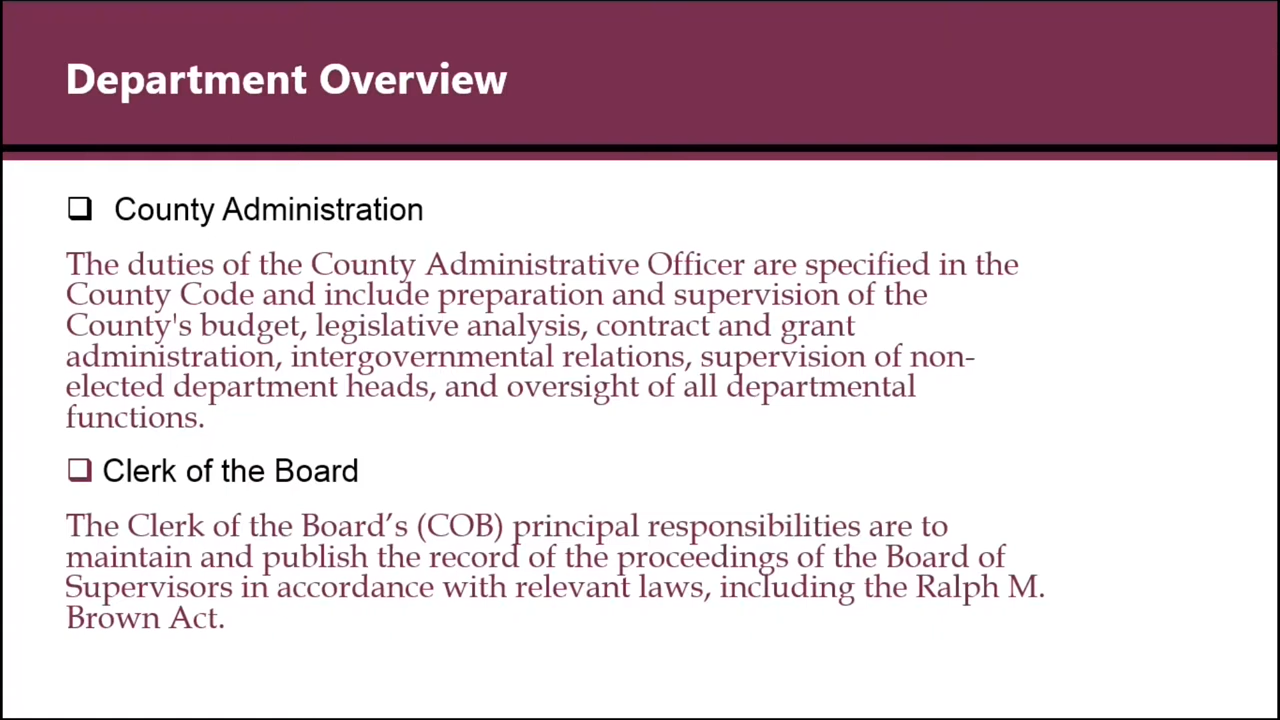 Department Overview
County Administration
The duties of the County Administrative Officer are specified in the
County Code and include preparation and supervision of the
County's budget, legislative analysis, contract and grant
administration, intergovernmental relations, supervision of non-
elected department heads, and oversight of all departmental
functions.
Clerk of the Board
The Clerk of the Board’s (COB) principal responsibilities are to
maintain and publish the record of the proceedings of the Board of
Supervisors in accordance with relevant laws, including the Ralph M.
Brown Act.